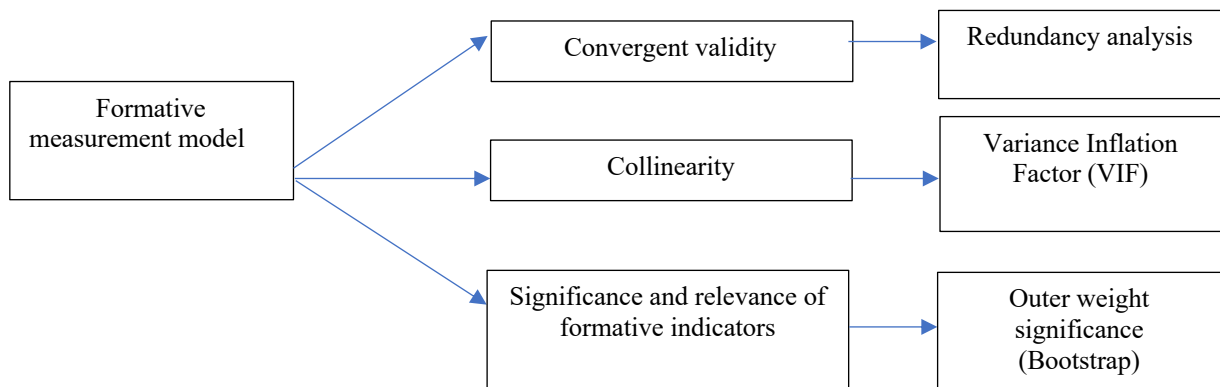 Formative
measurement model
Convergent validity
Redundancy analysis
Collinearity
Variance Inflation
Factor (VIF)
Significance and relevance of
formative indicators
Outer weight
significance
(Bootstrap)